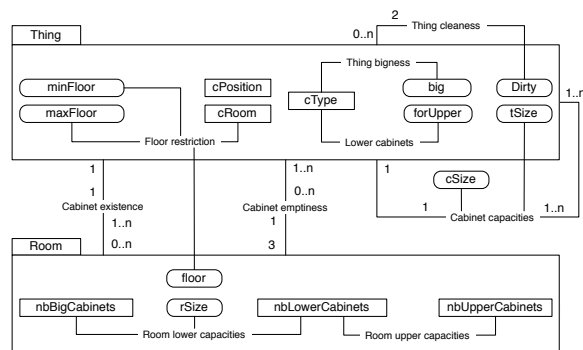 2 Thing cleaness
Thing
0..n
Thing bigness
minFloor cPosition big Dirty
cType
maxFloor cRoom forUpper tSize
1..n
Floor restriction Lower cabinets
1 1..n 1
cSize
1 0..n
Cabinet existence Cabinet emptiness 1 Cabinet capacities 1..n
1..n 1
Room 0..n 3
floor
nbBigCabinets rSize nbLowerCabinets nbUpperCabinets
Room lower capacities Room upper capacities